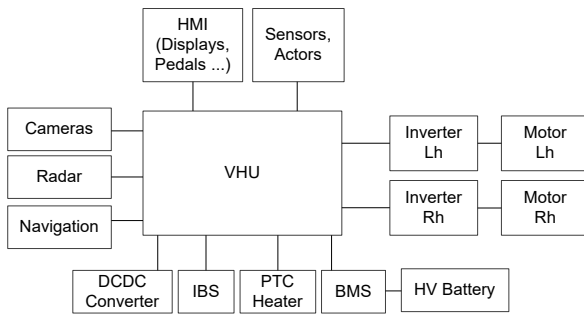 HMI
(Displays,
Pedals ...)
Sensors,
Actors
Cameras
Radar
Navigation
VHU
Inverter
Lh
Motor
Lh
Inverter
Rh
Motor
Rh
DCDC
Converter
IBS
PTC
Heater
BMS
HV Battery